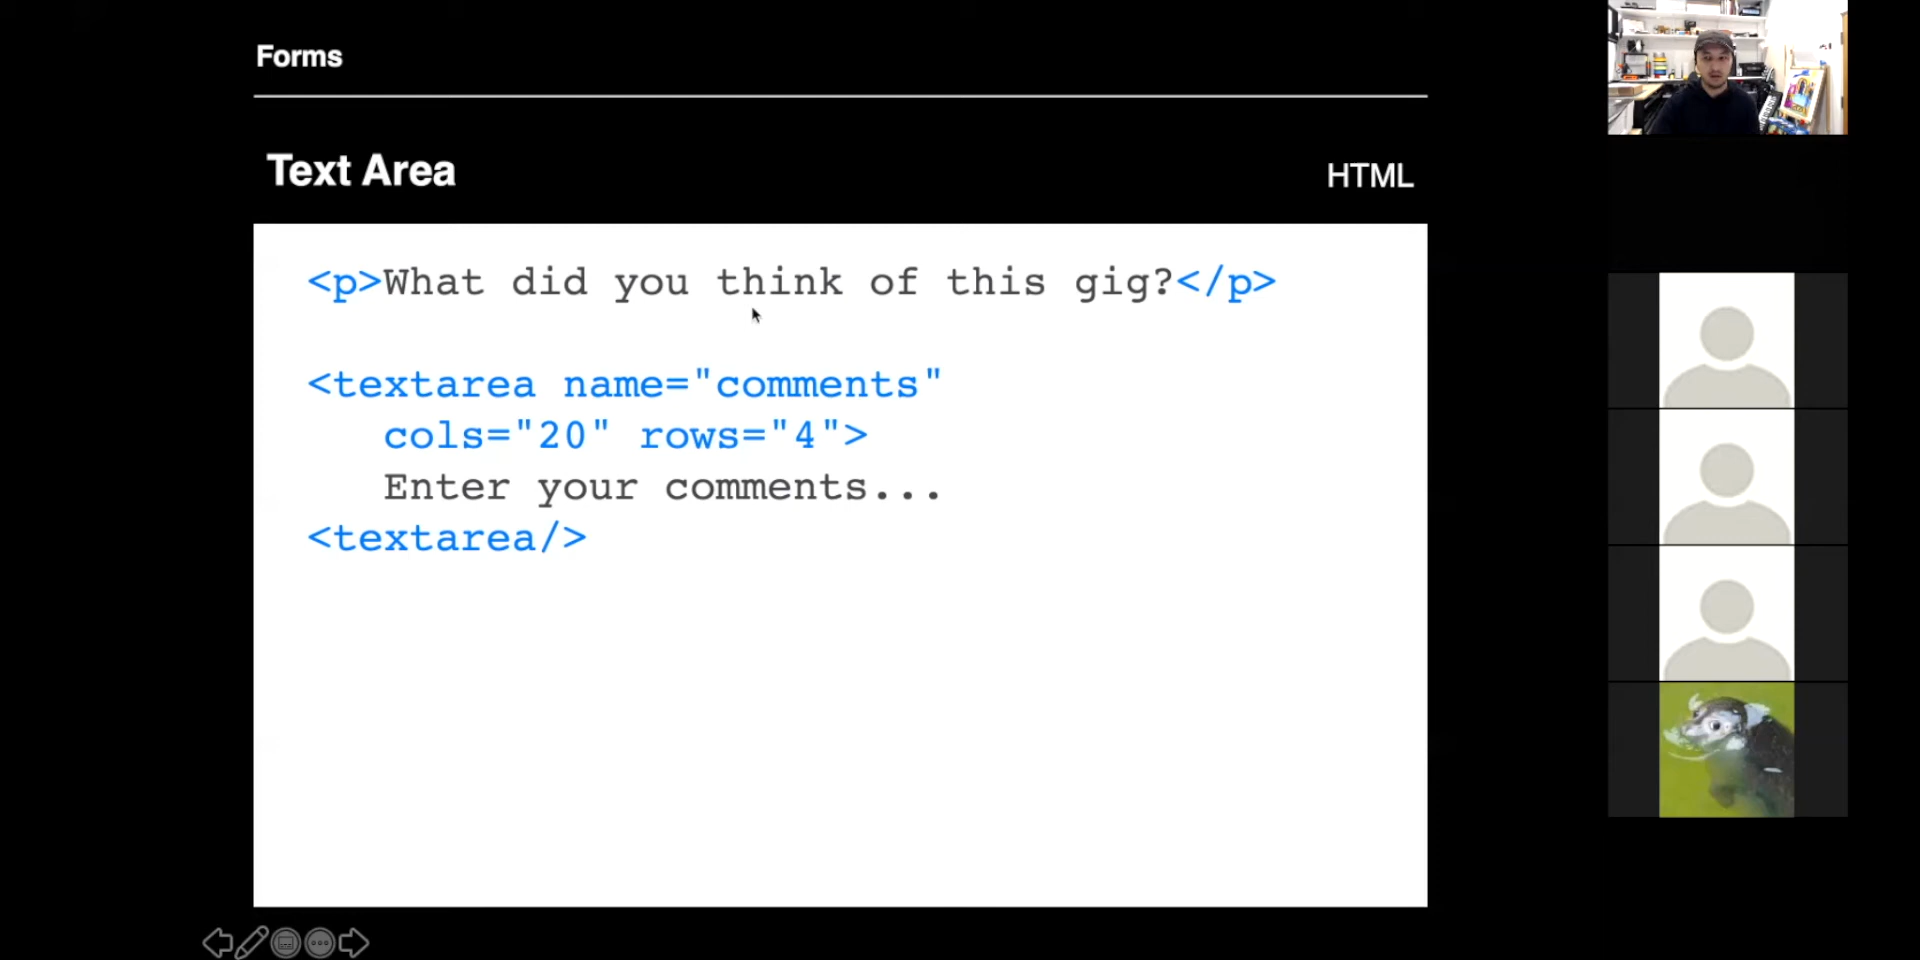 Forms
Text Area
HTML
<p>What did you think of this gig?</p>
<textarea name="comments"
cols="20" rows="4">
Enter your comments...
<textarea/>